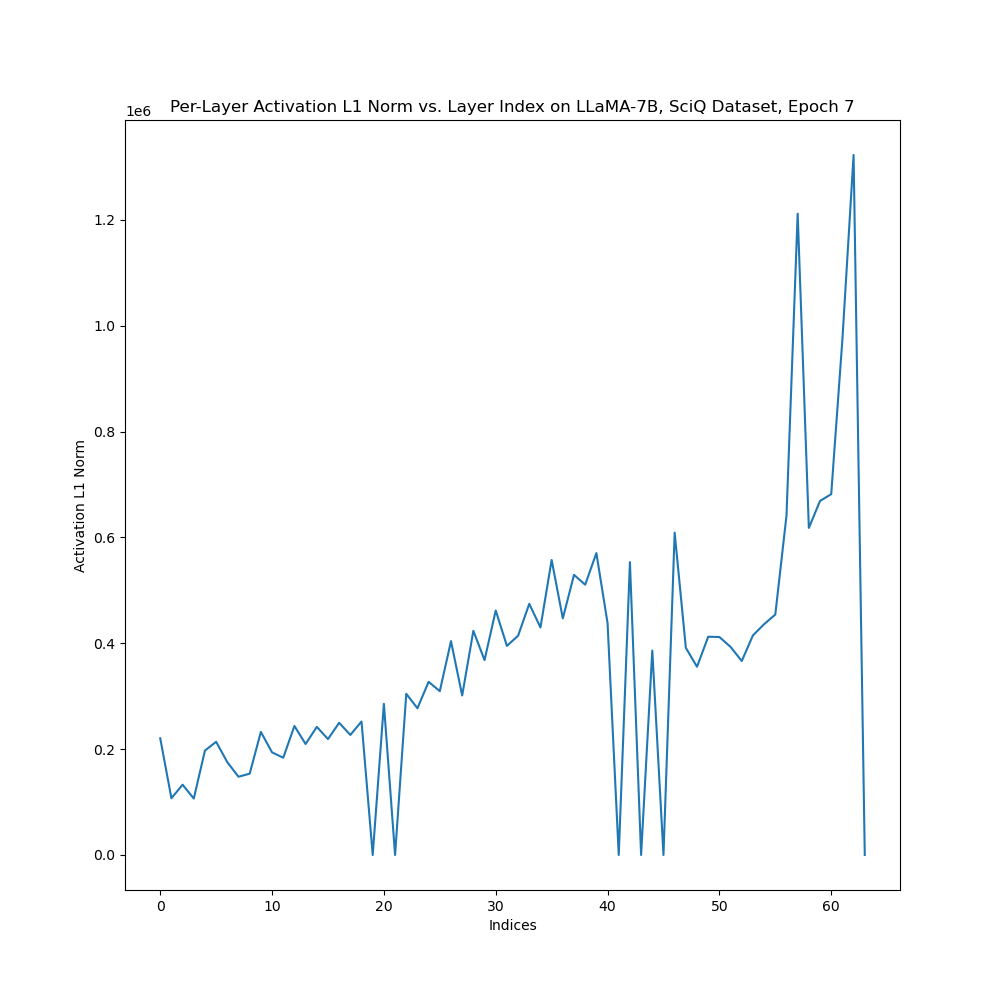 Per-Layer Activation L1 Norm vs. Layer Index on LLaMA-7B, SciQ Dataset, Epoch 7
1e6
1.2
1.0
0.8
0.6
0.4
0.2
0.0
Activation L1 Norm
0 10 20 30 40 50 60
Indices